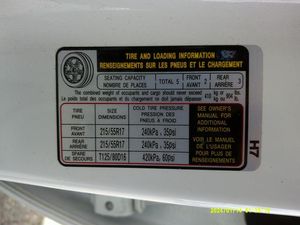 TIRE AND LOADING INFORMATION
RENSEIGNEMENTS SUR LES PNEUS ET LE CHARGEMENT
SEATING CAPACITY
NOMBRE DE PLACES
TOTAL 5
FRONT
AVANT 2
REAR
ARRIÈRE 3
The combined weight of occupants and cargo should never exceed
Le poids total des occupants et du chargement ne doit jamais dépasser
kg or
kg ou
lbs.
TIRE
PNEU
SIZE
DIMENSIONS
COLD TIRE PRESSURE
PRESSION DES
PNEUS A FROID
SEE OWNER'S
MANUAL FOR
ADDITIONAL
INFORMATION
FRONT
AVANT
215/55R17
240kPa, 35psi
REAR
ARRIÈRE
215/55R17
240kPa, 35psi
VOIR LE MANUEL
DE L'USAGER
POUR PLUS DE
RENSEIGNEMENTS
SPARE
DE SECOURS
T125/80D16
420kPa, 60psi
H7